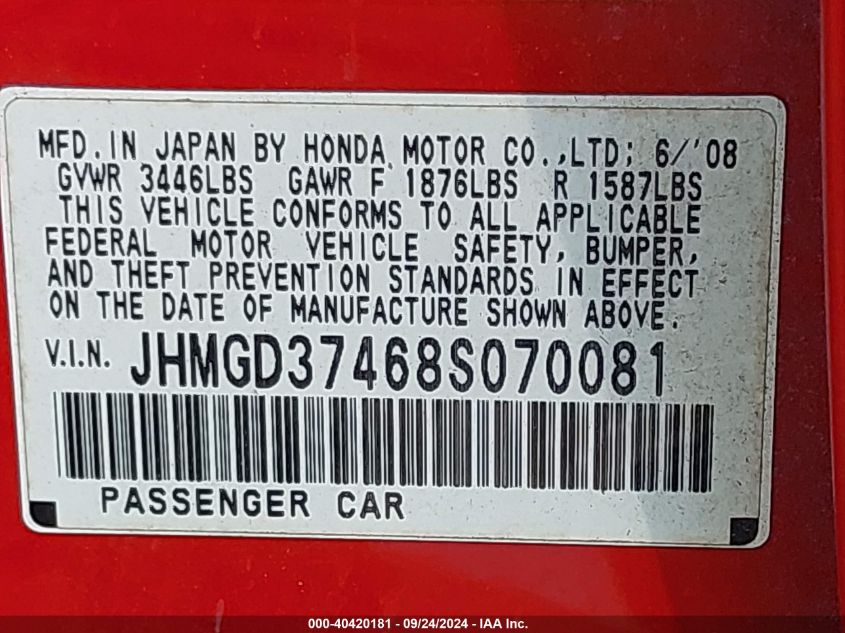 MFD. IN JAPAN BY HONDA MOTOR CO.,LTD; 6/'08
GVWR 3446LBS GAWR F 1876LBS R 1587LBS
THIS VEHICLE CONFORMS TO ALL APPLICABLE
FEDERAL MOTOR VEHICLE SAFETY, BUMPER,
AND THEFT PREVENTION STANDARDS IN EFFECT
ON THE DATE OF MANUFACTURE SHOWN ABOVE.
V.I.N. JHMGD37468S070081
PASSENGER CAR
000-40420181 - 09/24/2024 - IAA Inc.